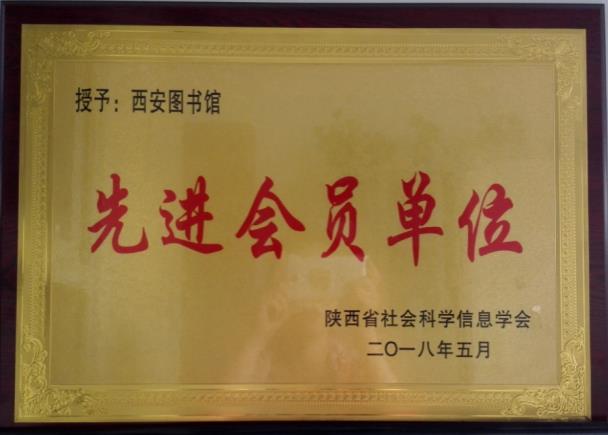 授予：西安图书馆
先进会员单位
陕西省社会科学信息学会
二〇一八年五月